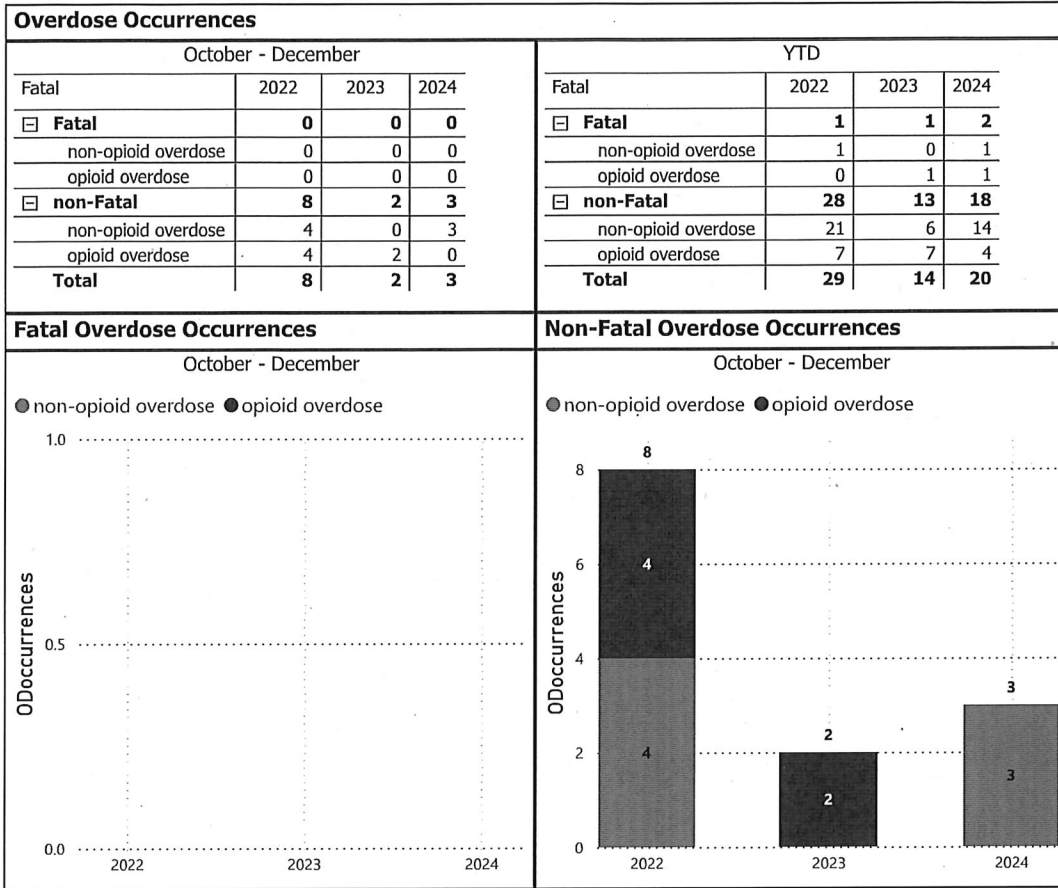 Overdose Occurrences
October - December
Fatal 2022 2023 2024
Fatal 0 0 0
non-opioid overdose 0 0 0
opioid overdose 0 0 0
non-Fatal 8 2 3
non-opioid overdose 4 0 3
opioid overdose 4 2 0
Total 8 2 3
YTD
Fatal 2022 2023 2024
Fatal 1 1 2
non-opioid overdose 1 0 1
opioid overdose 0 1 1
non-Fatal 28 13 18
non-opioid overdose 21 6 14
opioid overdose 7 7 4
Total 29 14 20
Fatal Overdose Occurrences
October - December
non-opioid overdose opioid overdose
1.0
0.5
0.0
ODoccurrences
2022 2023 2024
Non-Fatal Overdose Occurrences
October - December
non-opioid overdose opioid overdose
8
6
4
2
0
ODoccurrences
8
4
4
2
2
3
3
2022 2023 2024